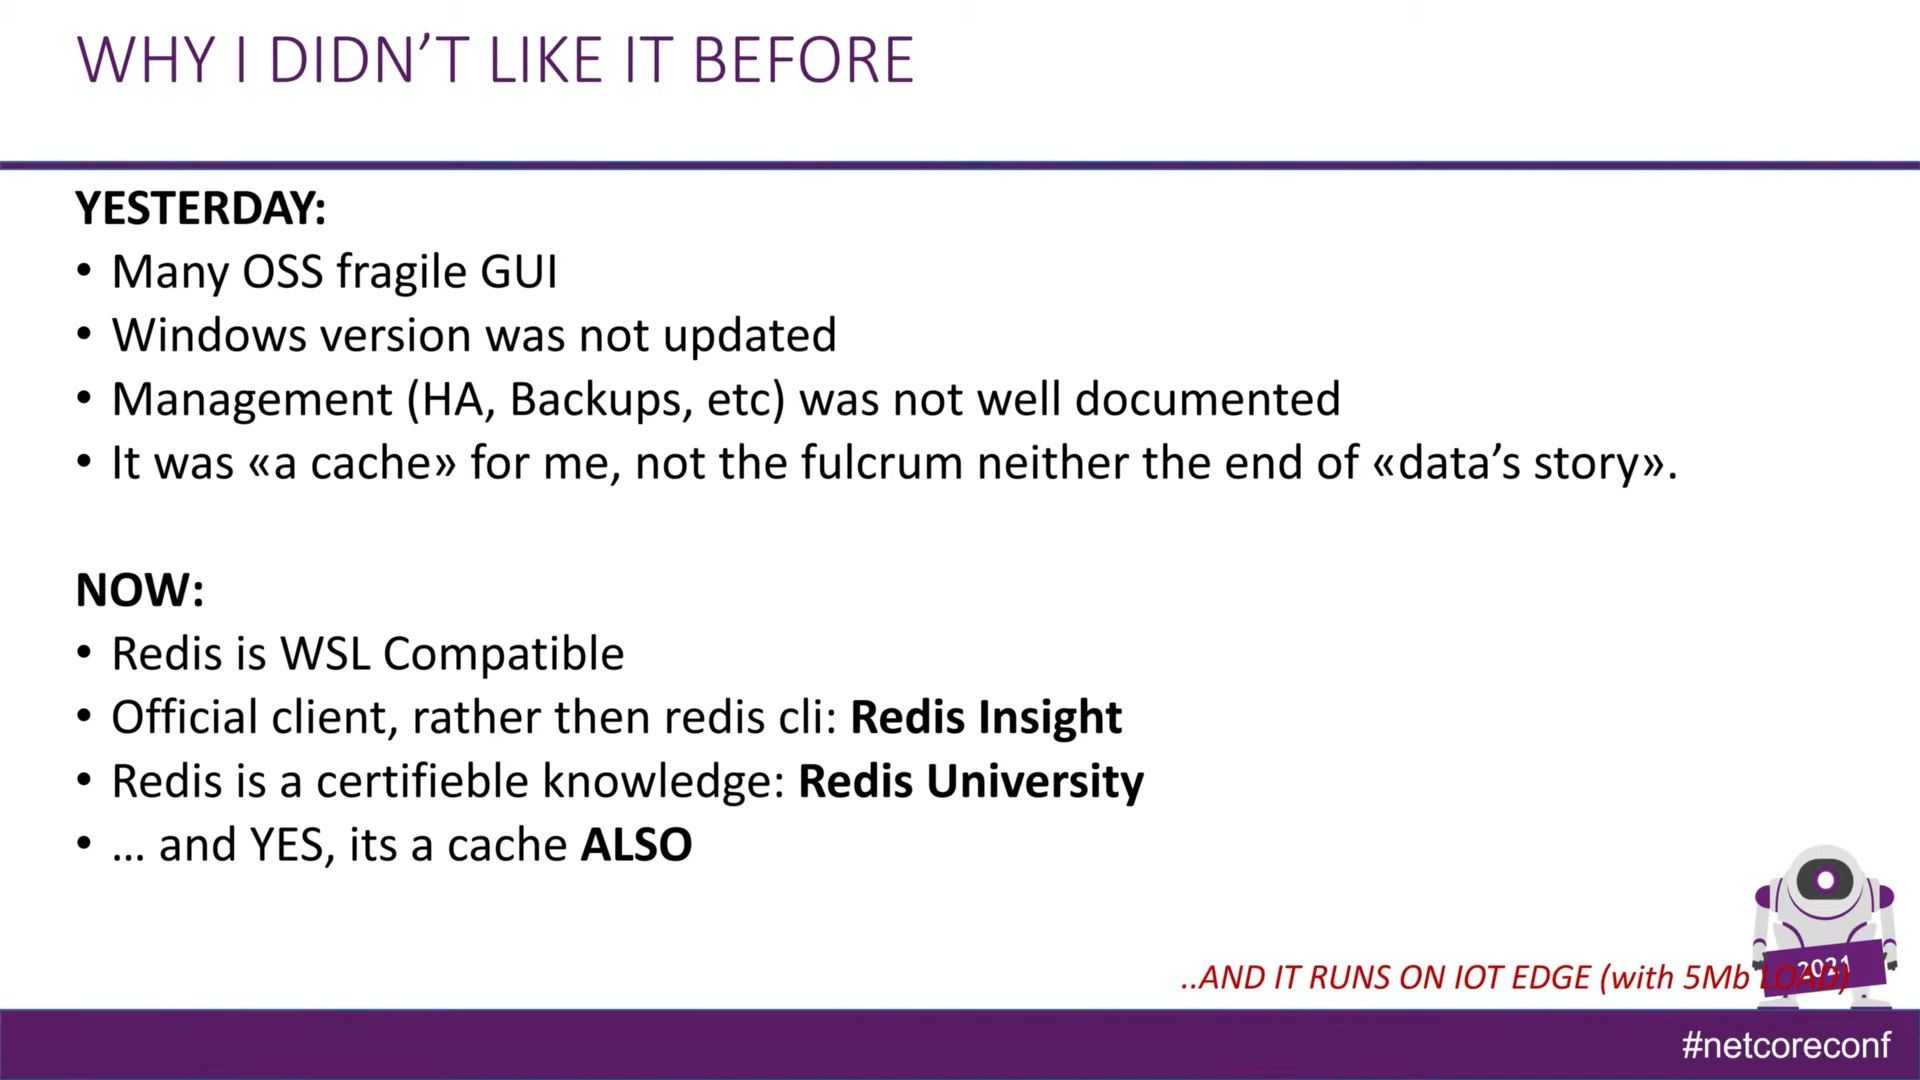 WHY I DIDN’T LIKE IT BEFORE
YESTERDAY:
• Many OSS fragile GUI
• Windows version was not updated
• Management (HA, Backups, etc) was not well documented
• It was «a cache» for me, not the fulcrum neither the end of «data’s story».
NOW:
• Redis is WSL Compatible
• Official client, rather then redis cli: Redis Insight
• Redis is a certifieble knowledge: Redis University
• ... and YES, its a cache ALSO
..AND IT RUNS ON IOT EDGE (with 5Mb LOAD)
2021
#netcoreconf